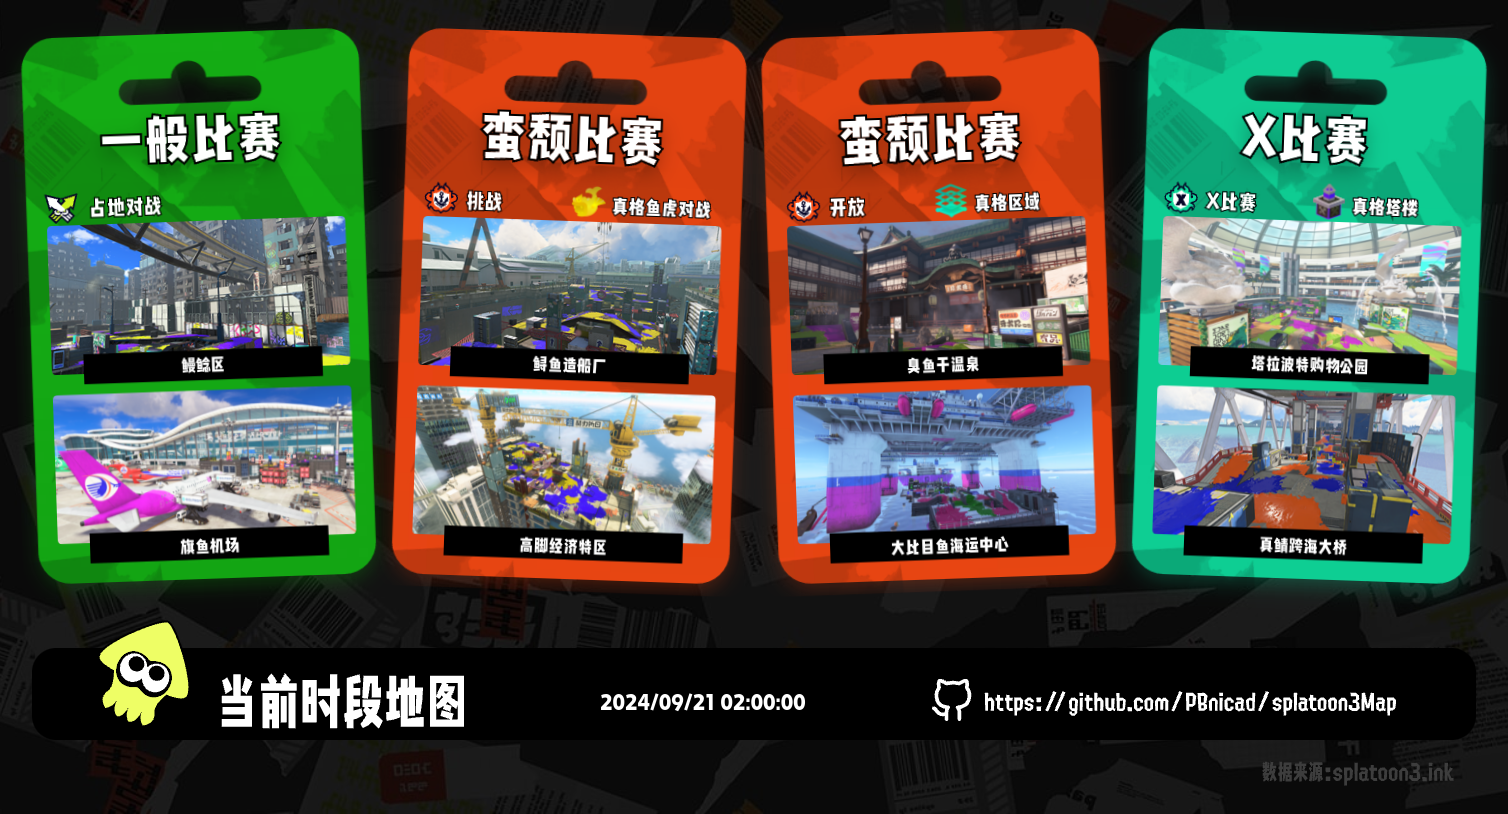 一般比赛
占地对战
鳗鲶区
旗鱼机场
蛮颓比赛
挑战
真格鱼虎对战
鲟鱼造船厂
高脚经济特区
蛮颓比赛
开放
真格区域
臭鱼干温泉
大比目鱼海运中心
X比赛
X比赛
真格塔楼
塔拉波特购物公园
真鲭跨海大桥
当前时段地图
2024/09/21 02:00:00
https://github.com/PBnicad/splatoon3Map
数据来源:splatoon3.ink